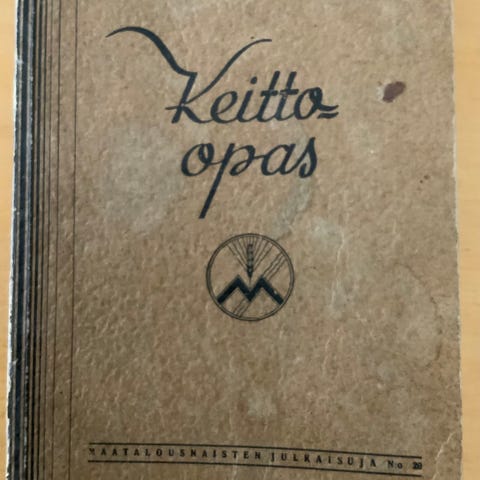 Keitto=
opas
MAATALOUSNAISTEN JULKAISUJA No 20